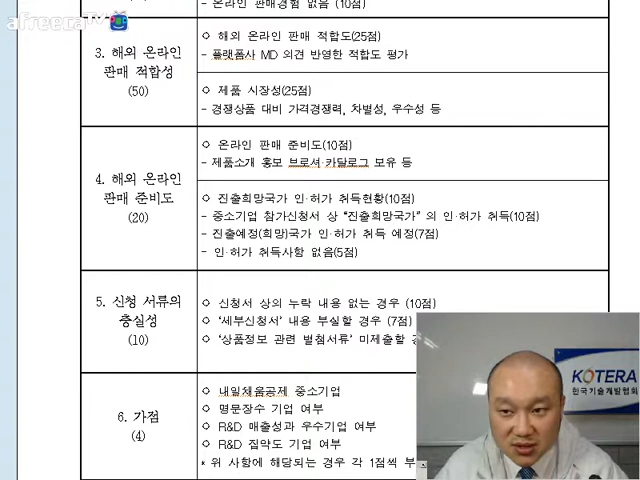 afreecaTV
- 온라인 판매경험 없음 (10점)
3. 해외 온라인
판매 적합성
(50)
○ 해외 온라인 판매 적합도(25점)
- 플랫폼사 MD 의견 반영한 적합도 평가
○ 제품 시장성(25점)
- 경쟁상품 대비 가격경쟁력, 차별성, 우수성 등
4. 해외 온라인
판매 준비도
(20)
○ 온라인 판매 준비도(10점)
- 제품소개 홍보 브로셔·카달로그 보유 등
○ 진출희망국가 인·허가 취득현황(10점)
- 중소기업 참가신청서 상 “진출희망국가” 의 인·허가 취득(10점)
- 진출예정(희망)국가 인·허가 취득 예정(7점)
- 인·허가 취득사항 없음(5점)
5. 신청 서류의
충실성
(10)
○ 신청서 상의 누락 내용 없는 경우 (10점)
○ ‘세부신청서’ 내용 부실할 경우 (7점)
○ ‘상품정보 관련 별첨서류’ 미제출할
6. 가점
(4)
○ 내일채움공제 중소기업
○ 명문장수 기업 여부
○ R&D 매출성과 우수기업 여부
○ R&D 집약도 기업 여부
* 위 사항에 해당되는 경우 각 1점씩 부
KOTERA
한국기술개발협회